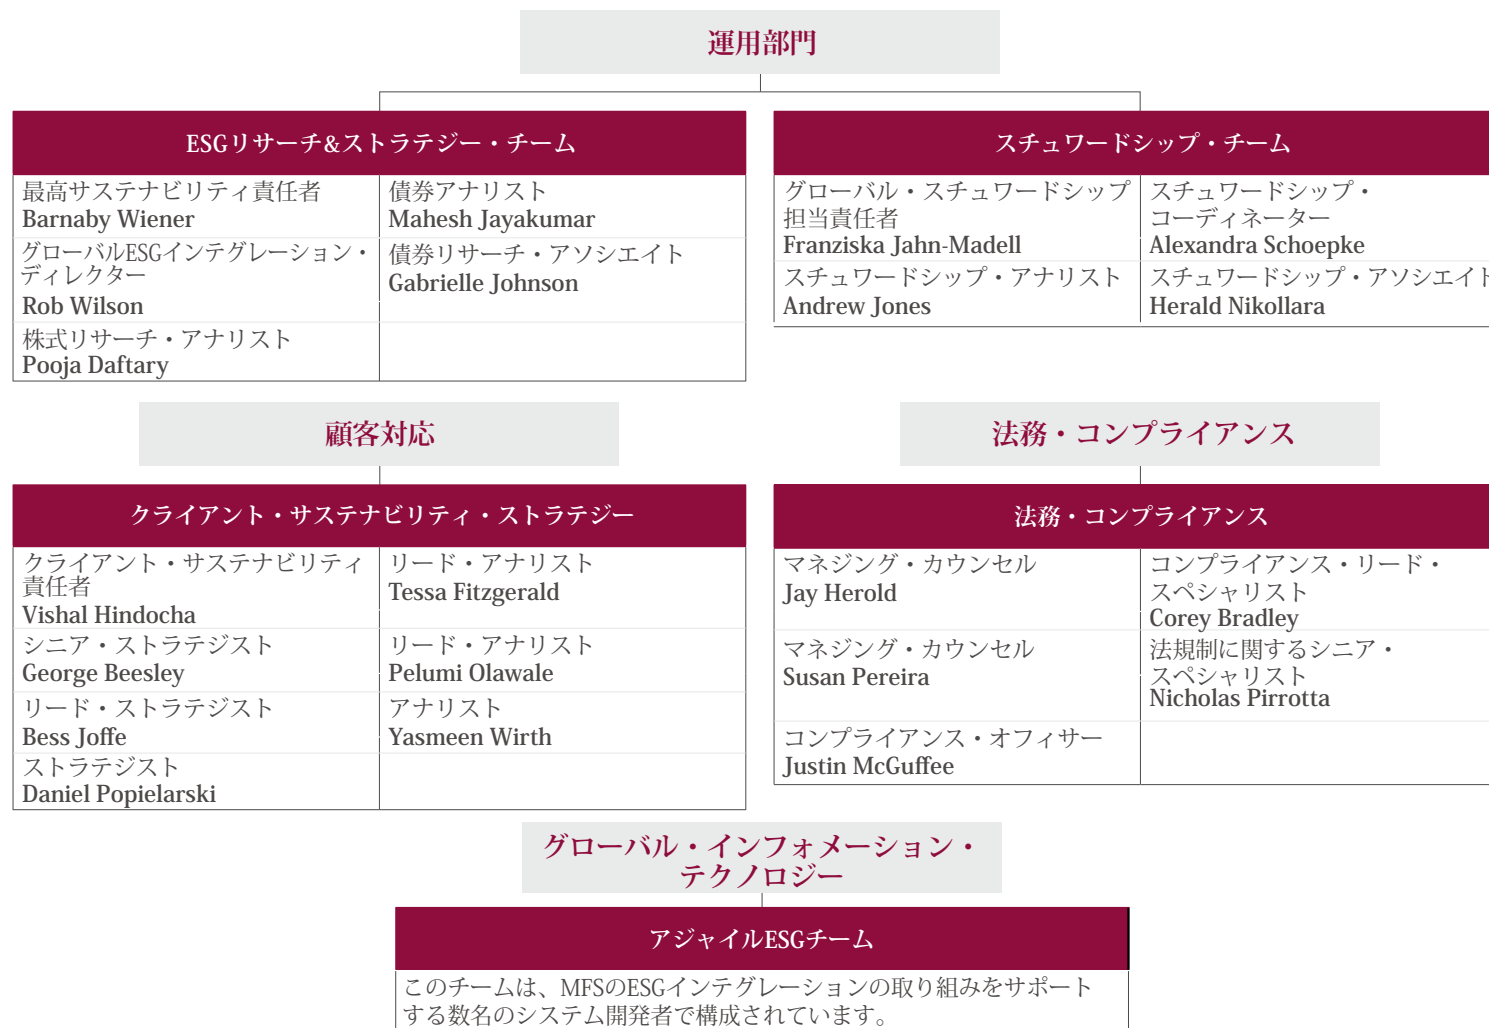 運用部門
ESGリサーチ&ストラテジー・チーム
最高サステナビリティ責任者
Barnaby Wiener
債券アナリスト
Mahesh Jayakumar
グローバルESGインテグレーション・
ディレクター
Rob Wilson
債券リサーチ・アソシエイト
Gabrielle Johnson
株式リサーチ・アナリスト
Pooja Daftary
スチュワードシップ・チーム
グローバル・スチュワードシップ
担当責任者
Franziska Jahn-Madell
スチュワードシップ・
コーディネーター
Alexandra Schoepke
スチュワードシップ・アナリスト
Andrew Jones
スチュワードシップ・アソシエイト
Herald Nikollara
顧客対応
クライアント・サステナビリティ・ストラテジー
クライアント・サステナビリティ
責任者
Vishal Hindocha
リード・アナリスト
Tessa Fitzgerald
シニア・ストラテジスト
George Beesley
リード・アナリスト
Pelumi Olawale
リード・ストラテジスト
Bess Joffe
アナリスト
Yasmeen Wirth
ストラテジスト
Daniel Popielarski
法務・コンプライアンス
法務・コンプライアンス
マネジング・カウンセル
Jay Herold
コンプライアンス・リード・
スペシャリスト
Corey Bradley
マネジング・カウンセル
Susan Pereira
法規制に関するシニア・
スペシャリスト
Nicholas Pirrotta
コンプライアンス・オフィサー
Justin McGuffee
グローバル・インフォメーション・
テクノロジー
アジャイルESGチーム
このチームは、MFSのESGインテグレーションの取り組みをサポート
する数名のシステム開発者で構成されています。